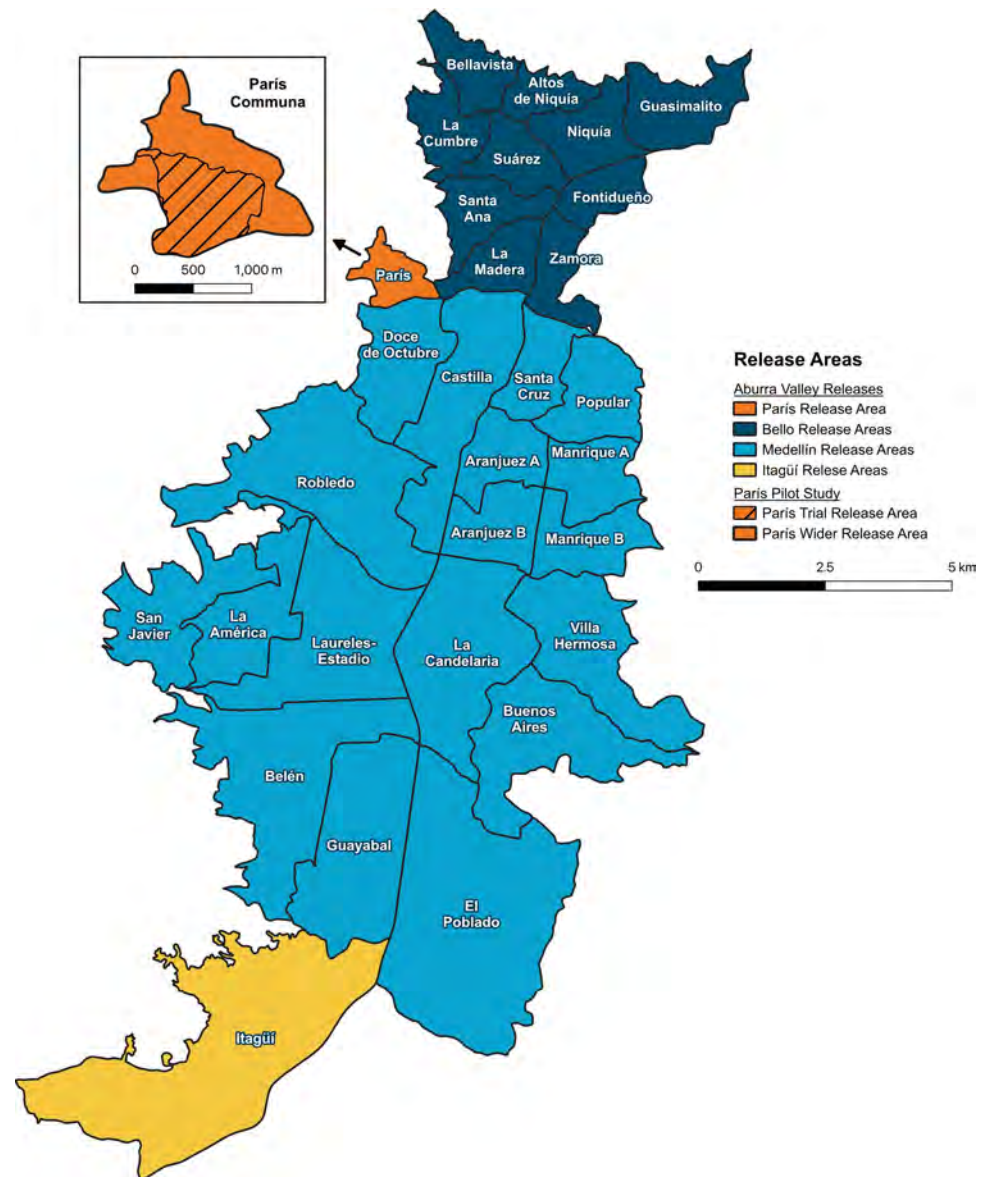 París
Communa
0 500 1,000 m
Bellavista
Altos
de Niquía
Guasimalito
La
Cumbre
Niquía
Suárez
Santa
Ana
Fontidueño
La
Madera
Zamora
París
Doce
de Octubre
Castilla
Santa
Cruz
Popular
Aranjuez A
Manrique A
Robledo
Aranjuez B
Manrique B
San
Javier
La
América
Laureles-
Estadio
La
Candelaria
Villa
Hermosa
Buenos
Aires
Belén
Guayabal
El
Poblado
Itagüí
Release Areas
Aburra Valley Releases
París Release Area
Bello Release Areas
Medellín Release Areas
Itagüí Relese Areas
París Pilot Study
París Trial Release Area
París Wider Release Area
0 2.5 5 km